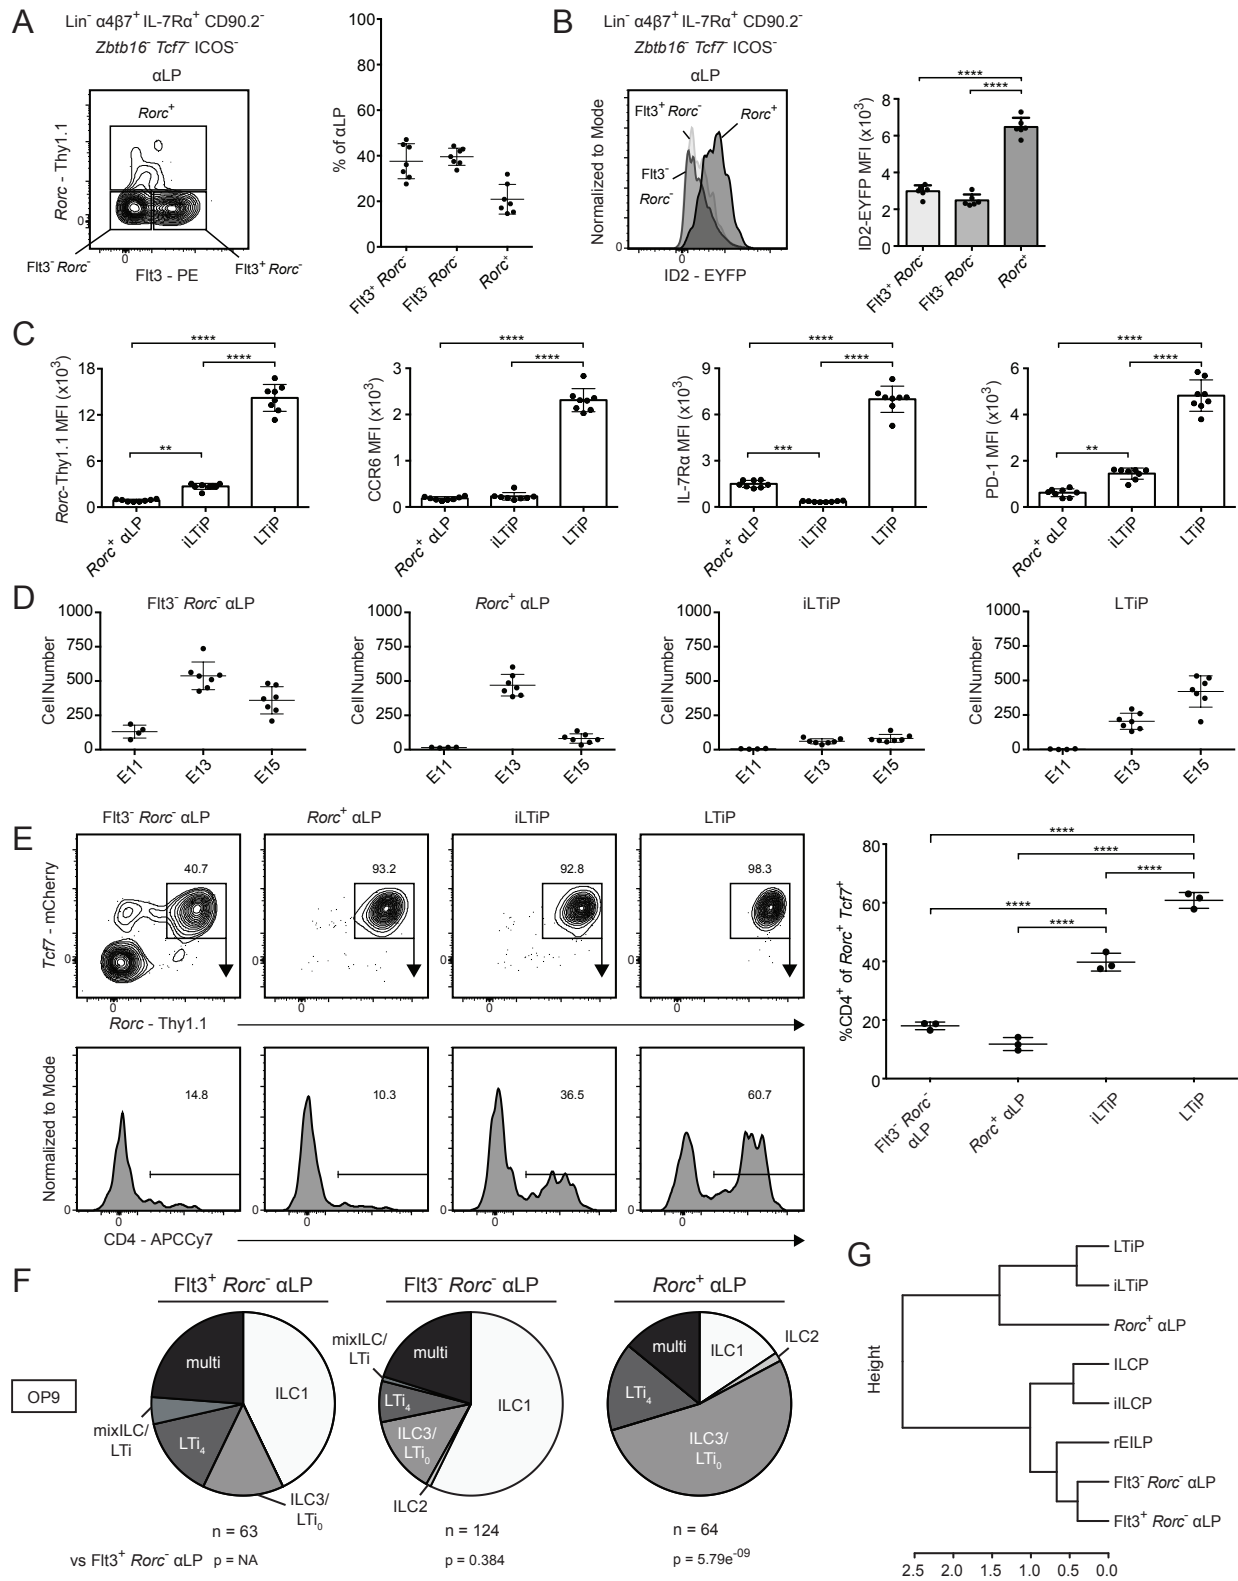 A
Lin⁻ α4β7⁺ IL-7Rα⁺ CD90.2⁻
Zbtb16⁻ Tcf7⁻ ICOS⁻
αLP
Rorc⁺
Rorc - Thy1.1
0
0
Flt3⁻ Rorc⁻
Flt3⁺ Rorc⁻
Flt3 - PE
% of αLP
100
80
60
40
20
0
Flt3⁺ Rorc⁻
Flt3⁻ Rorc⁻
Rorc⁺
B
Lin⁻ α4β7⁺ IL-7Rα⁺ CD90.2⁻
Zbtb16⁻ Tcf7⁻ ICOS⁻
αLP
Flt3⁺ Rorc⁻
Rorc⁺
Flt3⁻
Rorc⁻
Normalized to Mode
0
0
ID2 - EYFP
****
****
ID2-EYFP MFI (x10³)
8
6
4
2
0
Flt3⁺ Rorc⁻
Flt3⁻ Rorc⁻
Rorc⁺
C
****
****
**
Rorc-Thy1.1 MFI (x10³)
18
12
6
0
Rorc⁺ αLP
iLTiP
LTiP
****
****
CCR6 MFI (x10³)
3
2
1
0
Rorc⁺ αLP
iLTiP
LTiP
****
****
***
IL-7Rα MFI (x10³)
9
6
3
0
Rorc⁺ αLP
iLTiP
LTiP
****
****
**
PD-1 MFI (x10³)
6
4
2
0
Rorc⁺ αLP
iLTiP
LTiP
D
Flt3⁻ Rorc⁻ αLP
Cell Number
1000
750
500
250
0
E11
E13
E15
Rorc⁺ αLP
Cell Number
1000
750
500
250
0
E11
E13
E15
iLTiP
Cell Number
1000
750
500
250
0
E11
E13
E15
LTiP
Cell Number
1000
750
500
250
0
E11
E13
E15
E
Flt3⁻ Rorc⁻ αLP
Rorc⁺ αLP
iLTiP
LTiP
Tcf7 - mCherry
40.7
93.2
92.8
98.3
0
0
0
0
0
0
0
0
Rorc - Thy1.1
Normalized to Mode
14.8
10.3
36.5
60.7
0
0
0
0
0
0
0
0
CD4 - APCCy7
****
****
****
****
****
%CD4⁺ of Rorc⁺ Tcf7⁺
80
60
40
20
0
Flt3⁻ Rorc⁻
αLP
Rorc⁺ αLP
iLTiP
LTiP
F
Flt3⁺ Rorc⁻ αLP
Flt3⁻ Rorc⁻ αLP
Rorc⁺ αLP
OP9
multi
ILC1
mixILC/
LTi
LTi₄
ILC3/
LTi₀
mixILC/
LTi
multi
ILC1
LTi₄
ILC3/
LTi₀
ILC2
multi
ILC1
ILC2
LTi₄
ILC3/
LTi₀
n = 63
n = 124
n = 64
vs Flt3⁺ Rorc⁻ αLP
p = NA
p = 0.384
p = 5.79e⁻⁰⁹
G
Height
LTiP
iLTiP
Rorc⁺ αLP
ILCP
iILCP
rEILP
Flt3⁻ Rorc⁻ αLP
Flt3⁺ Rorc⁻ αLP
2.5 2.0 1.5 1.0 0.5 0.0